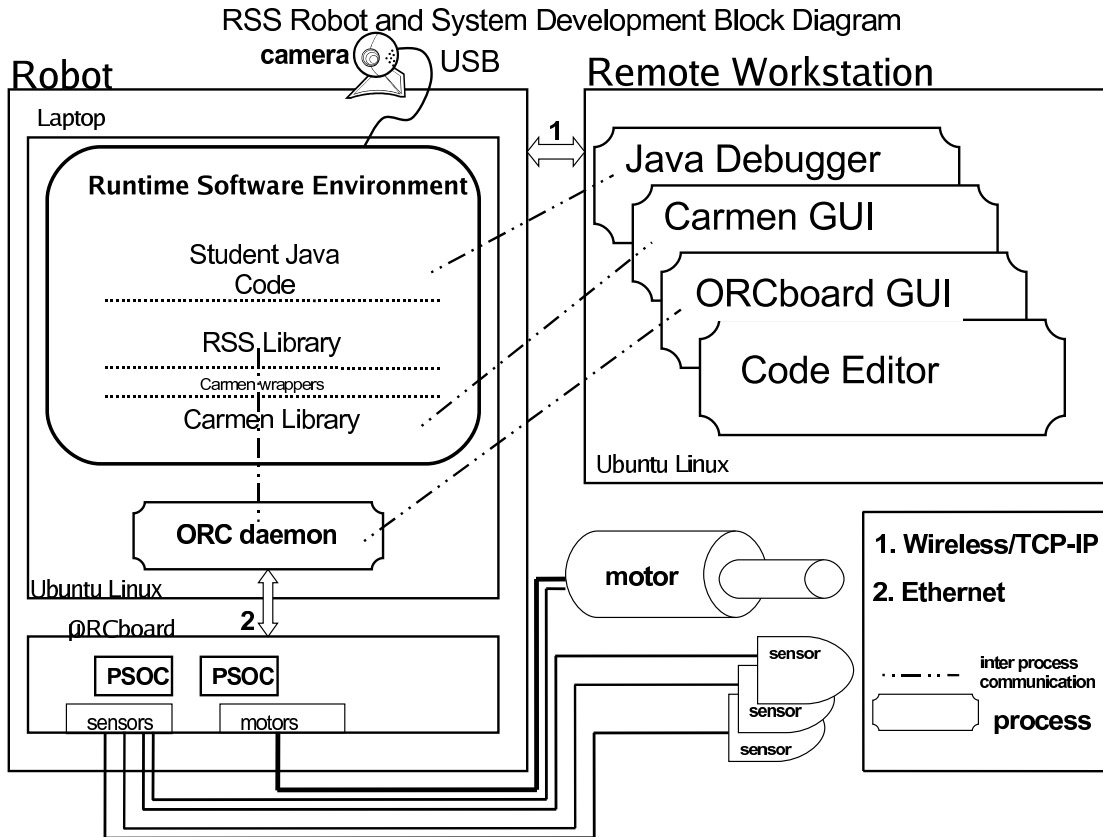 RSS Robot and System Development Block Diagram
camera
USB
Robot
Remote Workstation
Laptop
1
Runtime Software Environment
Student Java
Code
RSS Library
Carmen wrappers
Carmen Library
ORC daemon
Ubuntu Linux
2
Java Debugger
Carmen GUI
ORCboard GUI
Code Editor
Ubuntu Linux
µORCboard
PSOC
PSOC
sensors
motors
motor
sensor
sensor
sensor
1. Wireless/TCP-IP
2. Ethernet
inter process
communication
process